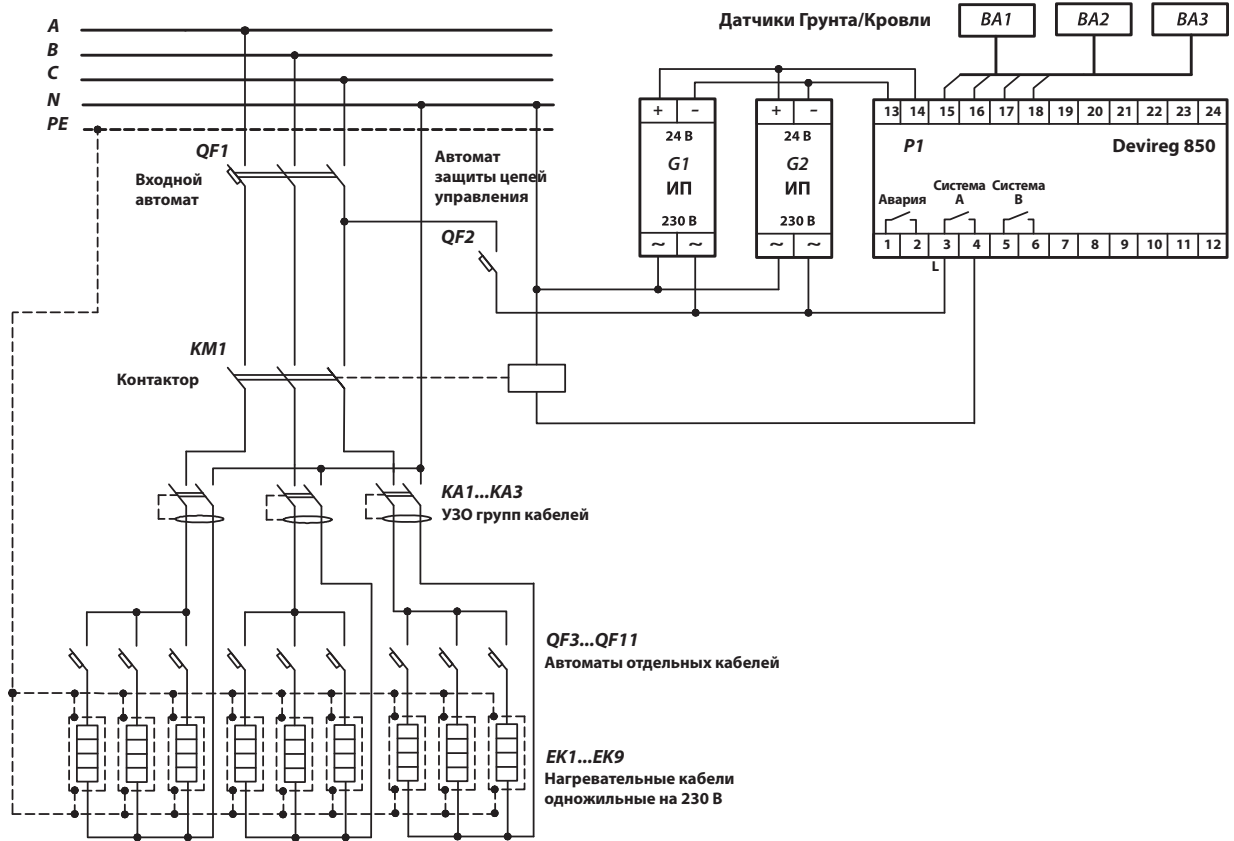 A
B
C
N
PE
QF1
Входной
автомат
Автомат
защиты цепей
управления
QF2
Датчики Грунта/Кровли
BA1
BA2
BA3
+ –
24 В
G1
ИП
230 В
~ ~
+ –
24 В
G2
ИП
230 В
~ ~
13 14 15 16 17 18 19 20 21 22 23 24
P1
Devireg 850
Авария
Система
A
Система
B
1 2 3 4 5 6 7 8 9 10 11 12
L
KM1
Контактор
KA1...KA3
УЗО групп кабелей
QF3...QF11
Автоматы отдельных кабелей
EK1...EK9
Нагревательные кабели
одножильные на 230 В